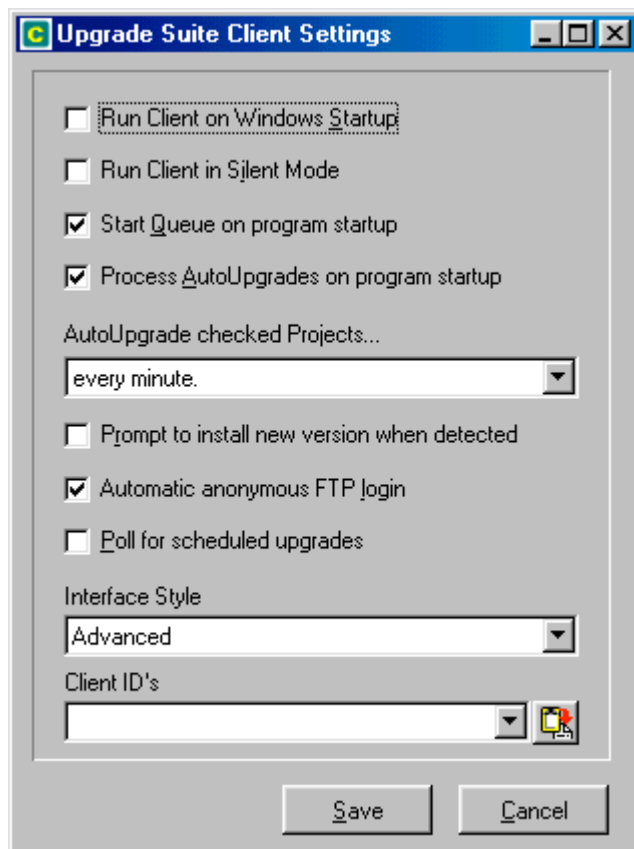 C Upgrade Suite Client Settings
Run Client on Windows Startup
Run Client in Silent Mode
Start Queue on program startup
Process AutoUpgrades on program startup
AutoUpgrade checked Projects...
every minute.
Prompt to install new version when detected
Automatic anonymous FTP login
Poll for scheduled upgrades
Interface Style
Advanced
Client ID's
Save Cancel